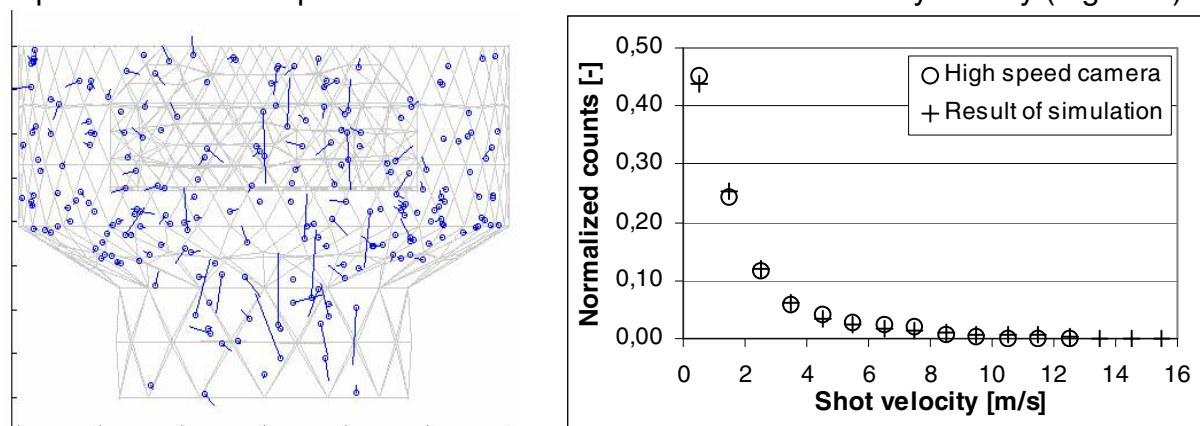 0,50
0,40
0,30
0,20
0,10
0,00
Normalized counts [-]
High speed camera
Result of simulation
0 2 4 6 8 10 12 14 16
Shot velocity [m/s]